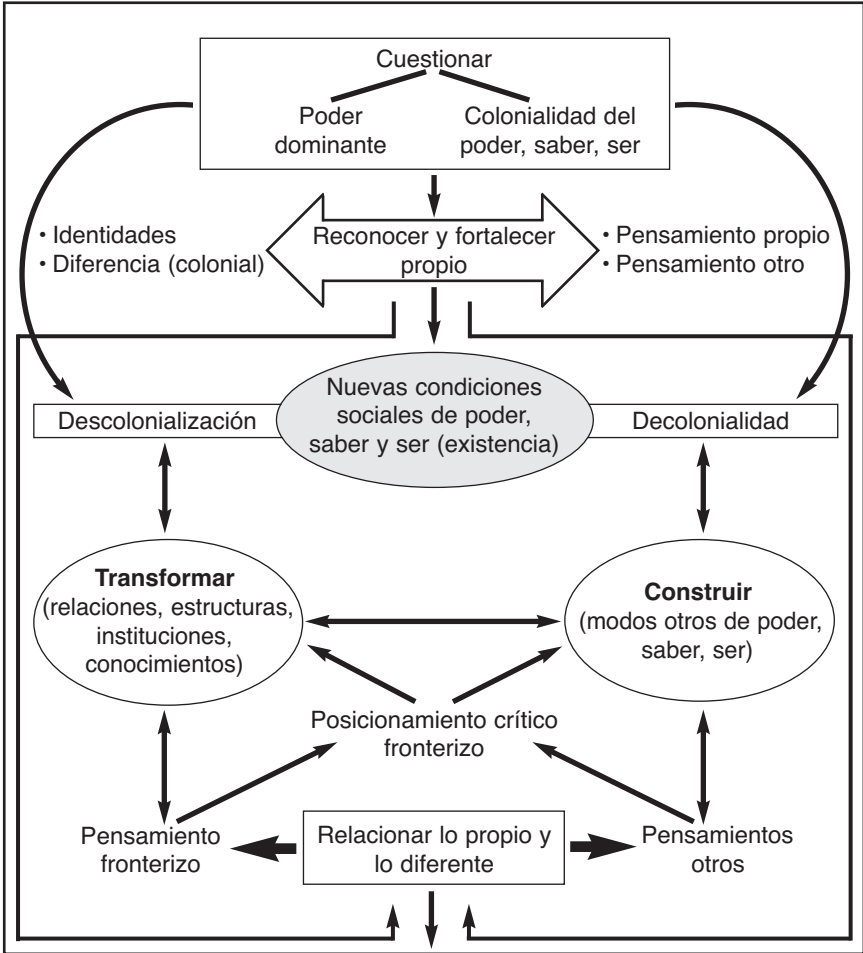 Cuestionar
Poder
dominante
Colonialidad del
poder, saber, ser
• Identidades
• Diferencia (colonial)
Reconocer y fortalecer
propio
• Pensamiento propio
• Pensamiento otro
Nuevas condiciones
sociales de poder,
saber y ser (existencia)
Descolonialización
Decolonialidad
Transformar
(relaciones, estructuras,
instituciones,
conocimientos)
Construir
(modos otros de poder,
saber, ser)
Posicionamiento crítico
fronterizo
Pensamiento
fronterizo
Relacionar lo propio y
lo diferente
Pensamientos
otros